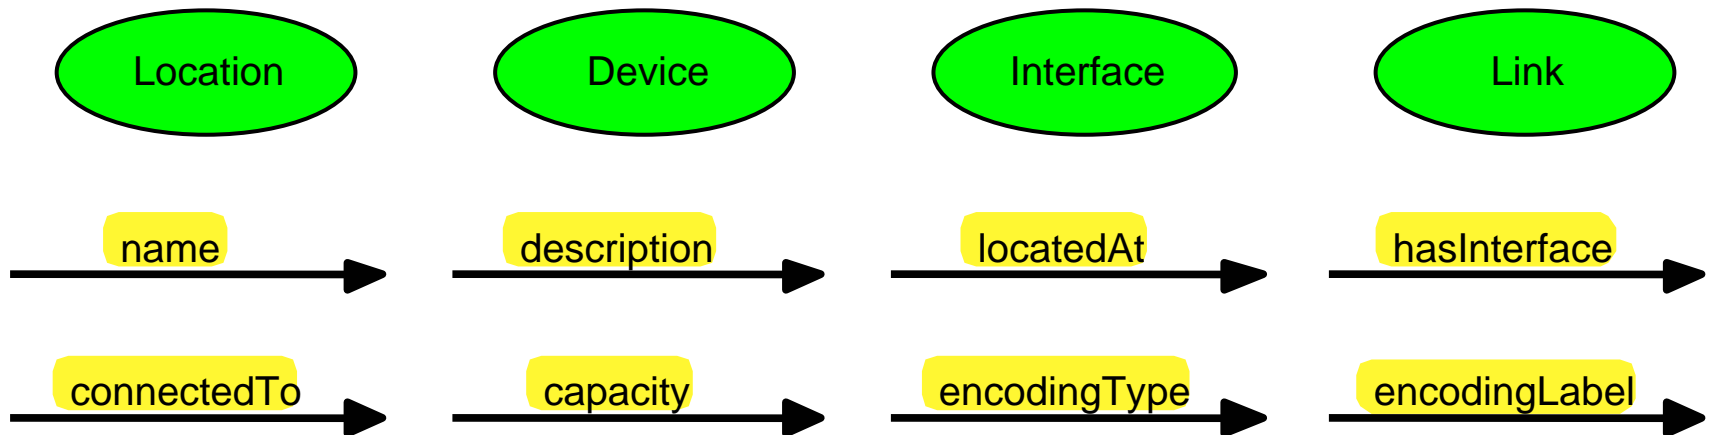 Location Device Interface Link
name description locatedAt hasInterface
connectedTo capacity encodingType encodingLabel